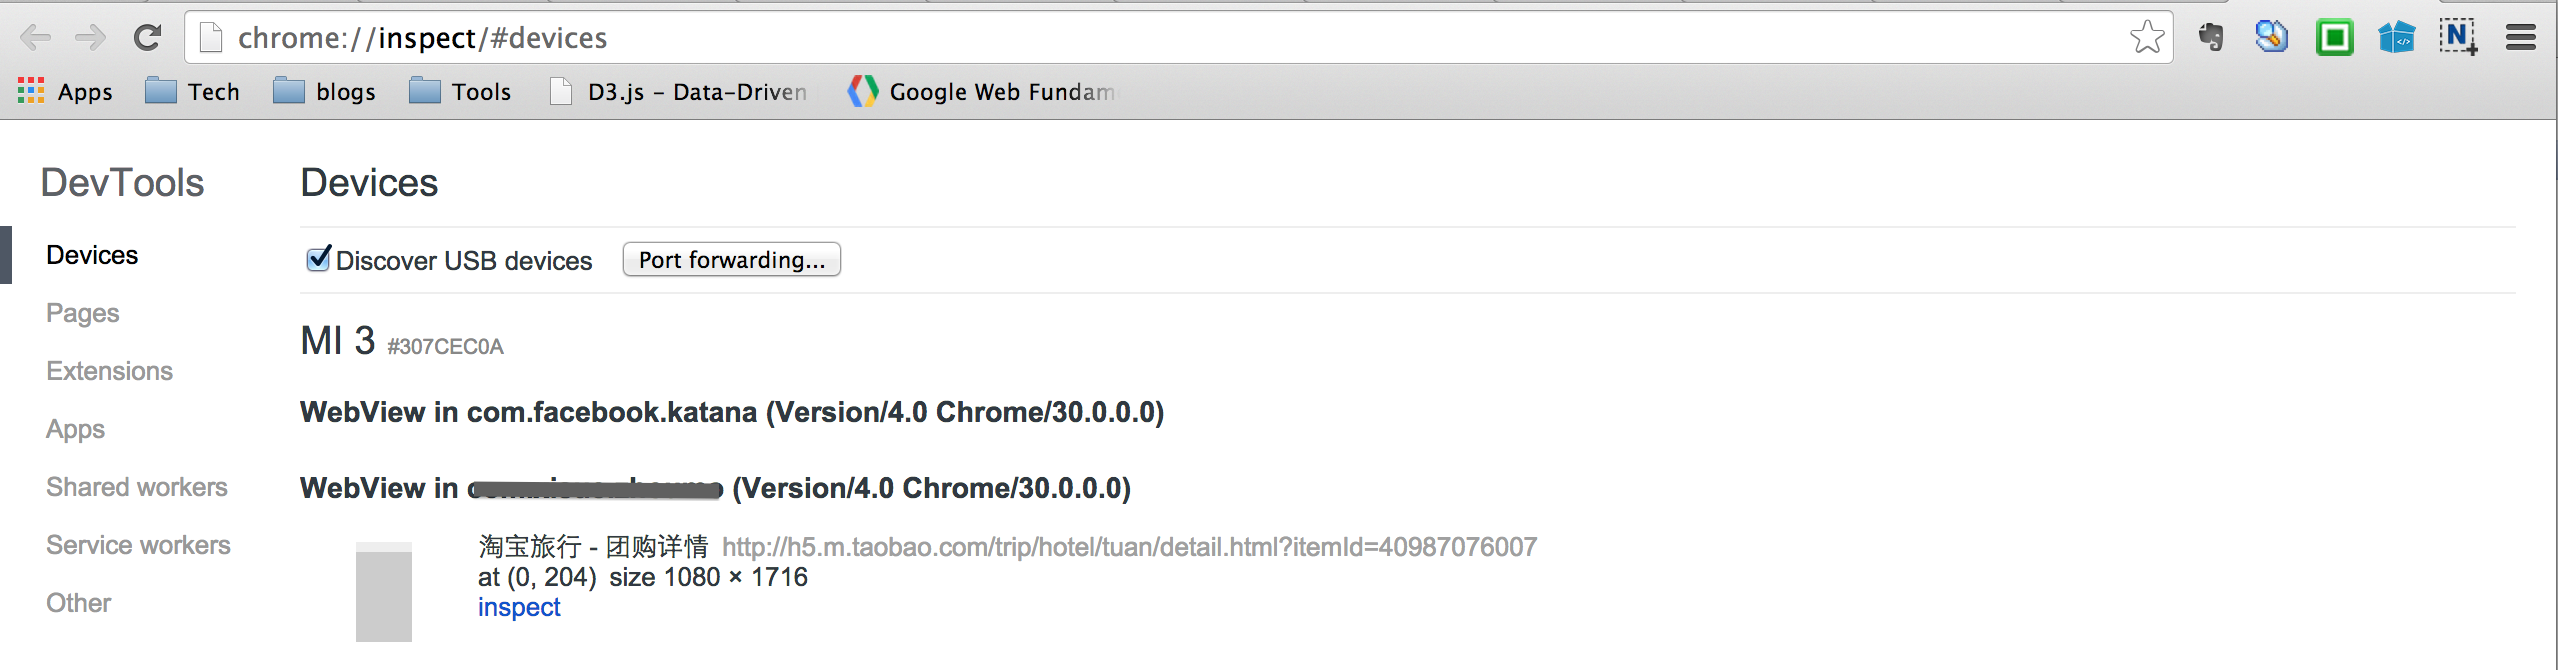 chrome://inspect/#devices
Apps Tech blogs Tools D3.js - Data-Driven Google Web Fundam
DevTools
Devices
Pages
Extensions
Apps
Shared workers
Service workers
Other
Devices
Discover USB devices Port forwarding...
MI 3 #307CEC0A
WebView in com.facebook.katana (Version/4.0 Chrome/30.0.0.0)
WebView in (Version/4.0 Chrome/30.0.0.0)
淘宝旅行 - 团购详情 http://h5.m.taobao.com/trip/hotel/tuan/detail.html?itemId=40987076007
at (0, 204) size 1080 × 1716
inspect